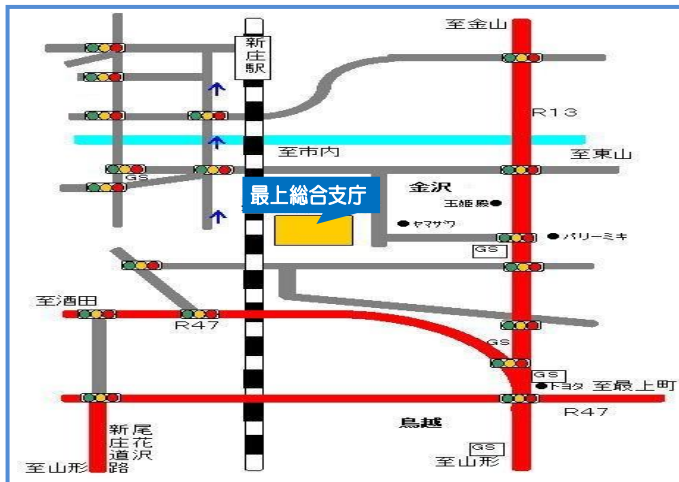 至金山
新庄駅
R13
至市内
至東山
GS
最上総合支庁
金沢
玉姫殿
ヤマザワ
パリーミキ
GS
至酒田
R47
GS
GS
トヨタ
至最上町
R47
鳥越
新庄道路
尾花沢
GS
至山形
至山形